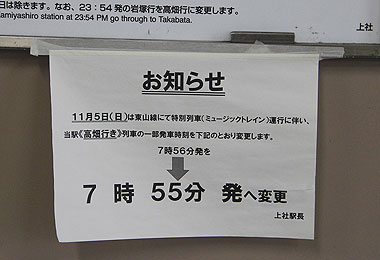 日は除きます。なお、23：54 発の岩塚行を高畑行に変更します。
Kamiyashiro station at 23:54 PM go through to Takabata.
上社
お知らせ
１１月５日（日）は東山線にて特別列車（ミュージックトレイン）運行に伴い、
当駅《高畑行き》列車の一部発車時刻を下記のとおり変更します。
７時５６分発を
７ 時 ５５分 発へ変更
上社駅長